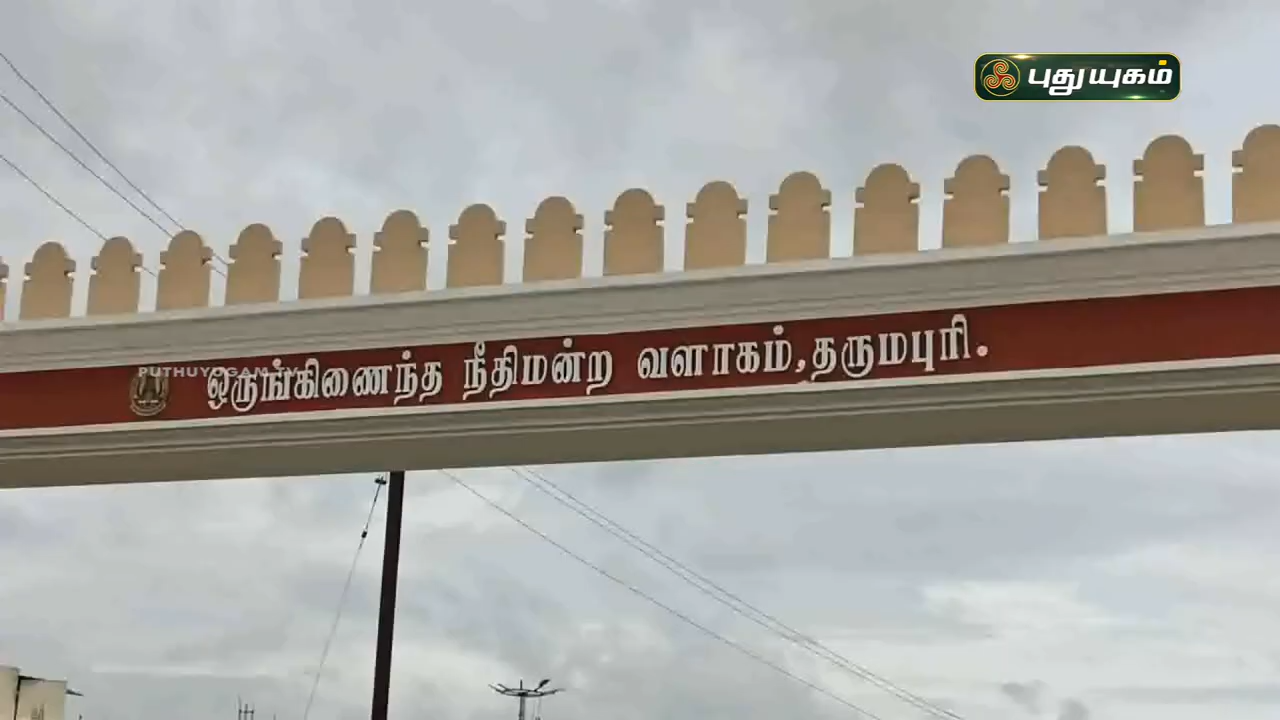 புதுயுகம்
PUTHUYUGAM TV
ஒருங்கிணைந்த நீதிமன்ற வளாகம்,தருமபுரி.